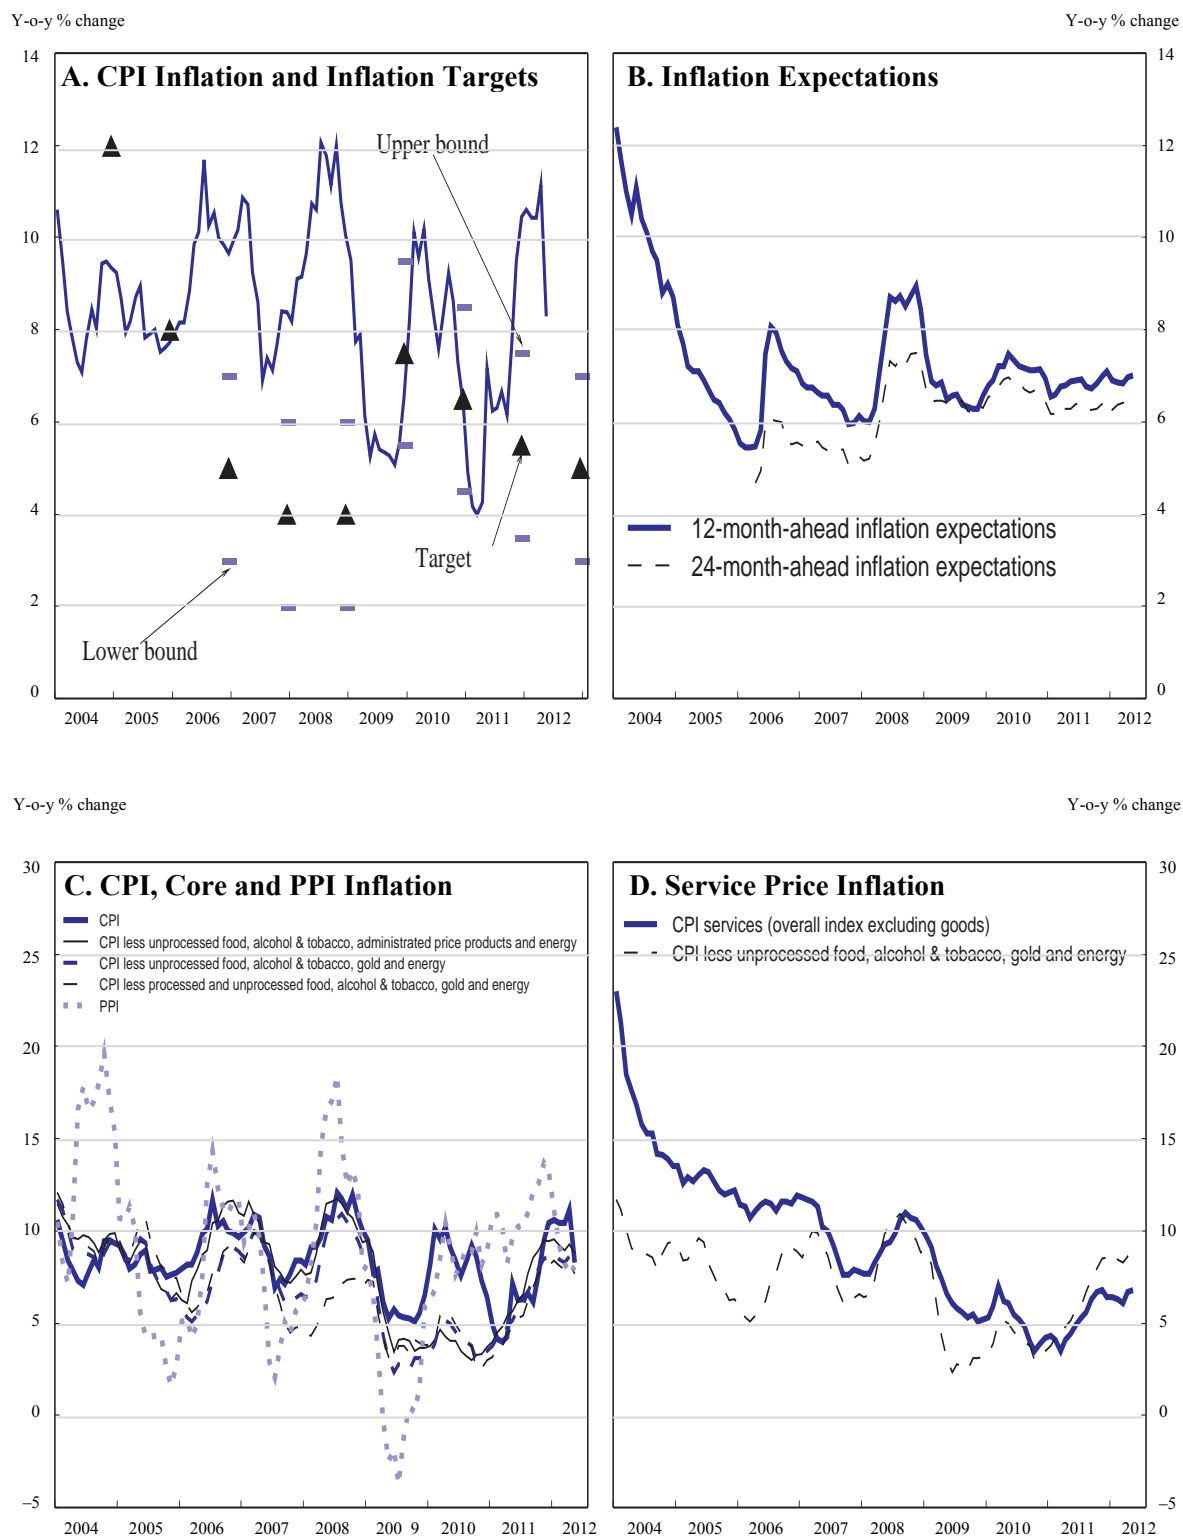 Y-o-y % change
Y-o-y % change
A. CPI Inflation and Inflation Targets
14
12
10
8
6
4
2
0
Upper bound
Target
Lower bound
2004 2005 2006 2007 2008 2009 2010 2011 2012
B. Inflation Expectations
14
12
10
8
6
4
2
0
12-month-ahead inflation expectations
24-month-ahead inflation expectations
2004 2005 2006 2007 2008 2009 2010 2011 2012
Y-o-y % change
Y-o-y % change
C. CPI, Core and PPI Inflation
CPI
CPI less unprocessed food, alcohol & tobacco, administrated price products and energy
CPI less unprocessed food, alcohol & tobacco, gold and energy
CPI less processed and unprocessed food, alcohol & tobacco, gold and energy
PPI
30
25
20
15
10
5
0
–5
2004 2005 2006 2007 2008 200 9 2010 2011 2012
D. Service Price Inflation
CPI services (overall index excluding goods)
CPI less unprocessed food, alcohol & tobacco, gold and energy
30
25
20
15
10
5
0
–5
2004 2005 2006 2007 2008 2009 2010 2011 2012